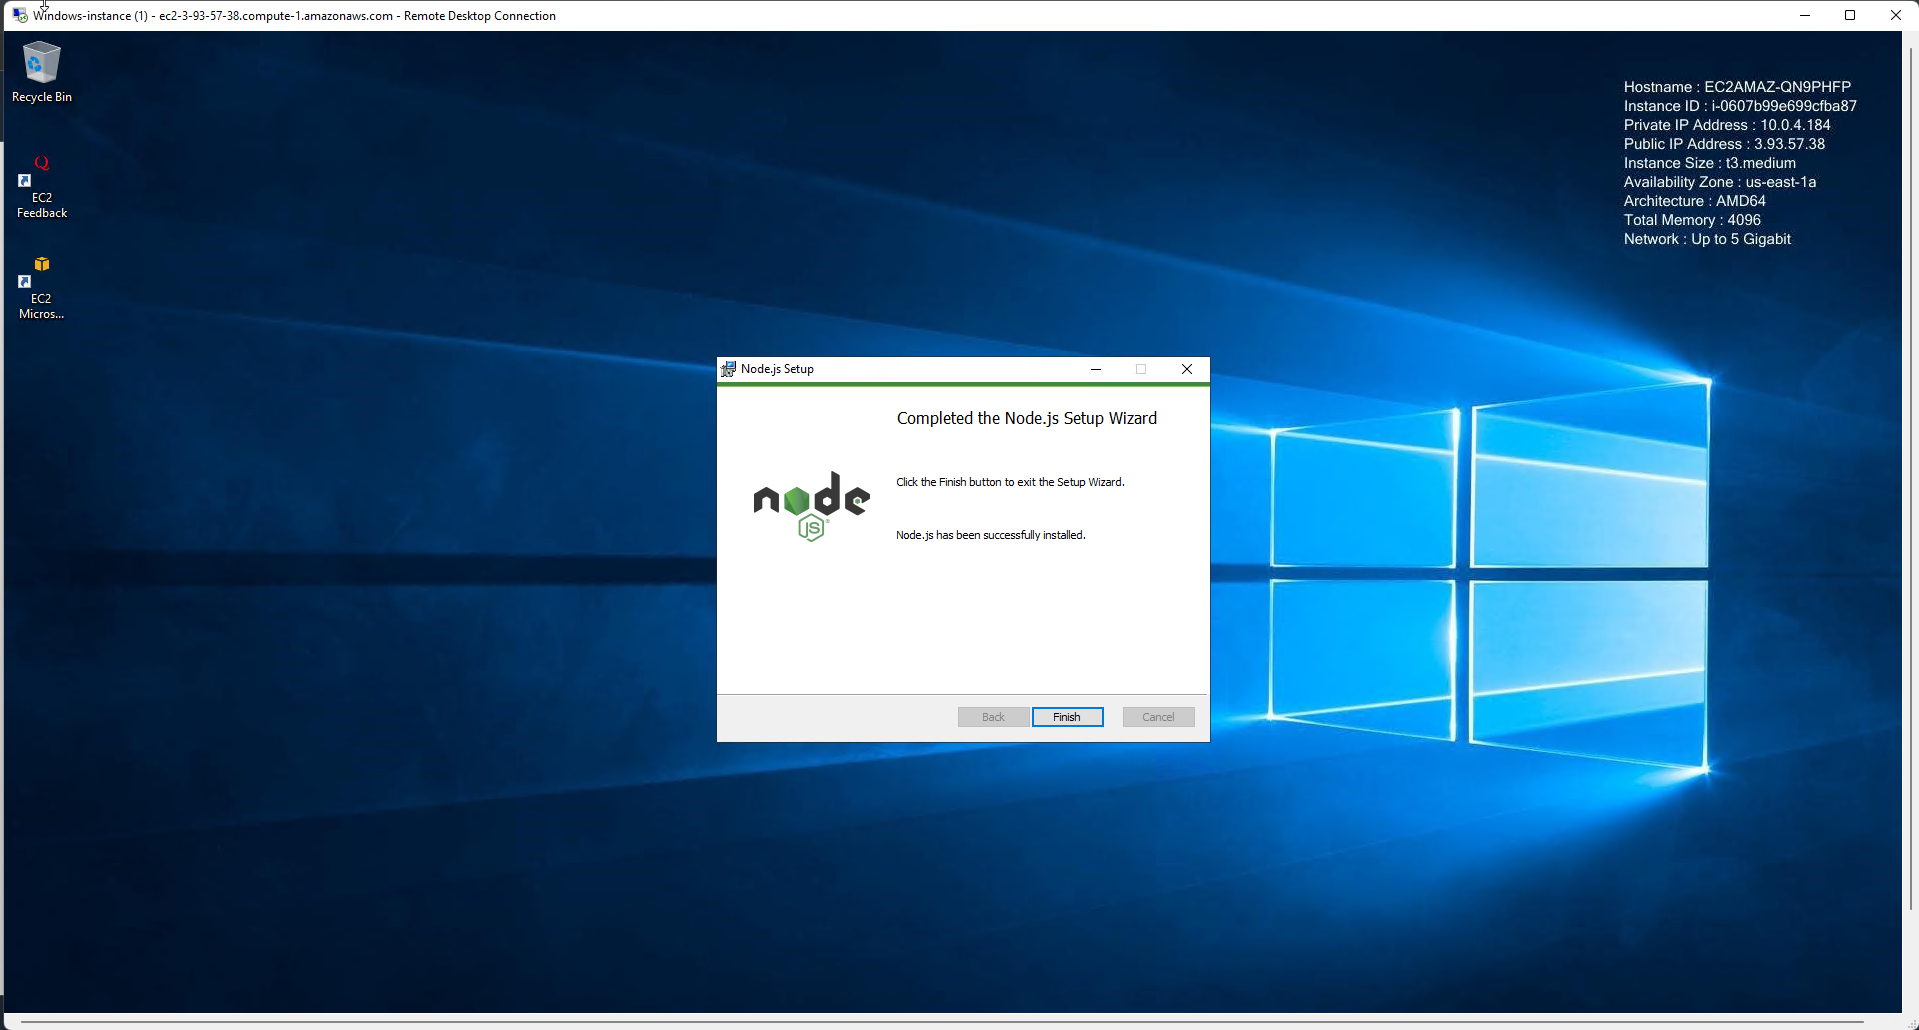 Windows-instance (1) - ec2-3-93-57-38.compute-1.amazonaws.com - Remote Desktop Connection
Recycle Bin
EC2
Feedback
EC2
Micros...
Hostname : EC2AMAZ-QN9PHFP
Instance ID : i-0607b99e699cfba87
Private IP Address : 10.0.4.184
Public IP Address : 3.93.57.38
Instance Size : t3.medium
Availability Zone : us-east-1a
Architecture : AMD64
Total Memory : 4096
Network : Up to 5 Gigabit
Node.js Setup
Completed the Node.js Setup Wizard
Click the Finish button to exit the Setup Wizard.
node
JS
Node.js has been successfully installed.
Back
Finish
Cancel